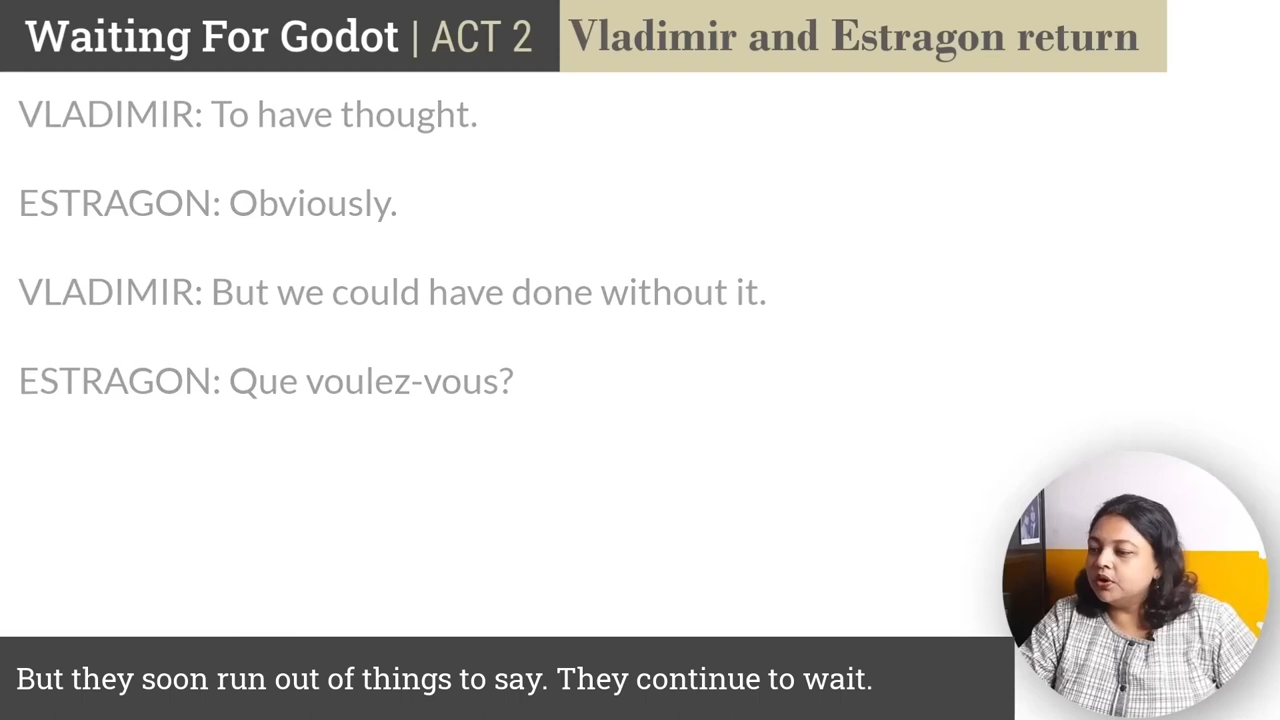 Waiting For Godot | ACT 2 Vladimir and Estragon return
VLADIMIR: To have thought.
ESTRAGON: Obviously.
VLADIMIR: But we could have done without it.
ESTRAGON: Que voulez-vous?
But they soon run out of things to say. They continue to wait.